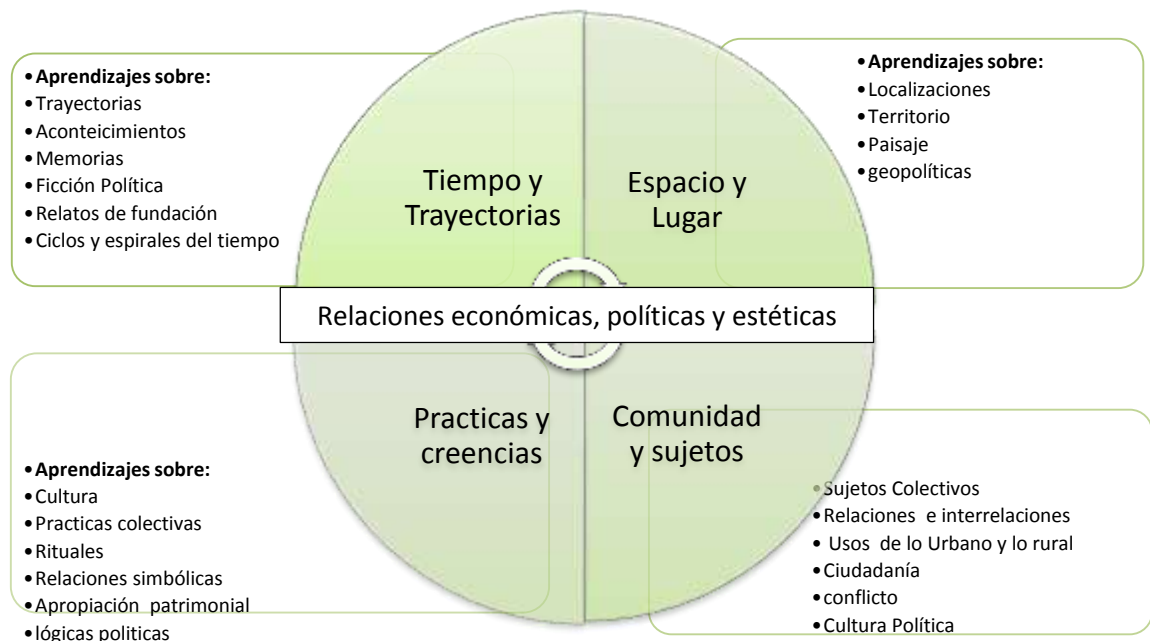 •Aprendizajes sobre:
•Trayectorias
•Aconteicimientos
•Memorias
•Ficción Política
•Relatos de fundación
•Ciclos y espirales del tiempo
•Aprendizajes sobre:
•Localizaciones
•Territorio
•Paisaje
•geopolíticas
Tiempo y
Trayectorias
Espacio y
Lugar
Relaciones económicas, políticas y estéticas
Practicas y
creencias
Comunidad
y sujetos
•Aprendizajes sobre:
•Cultura
•Practicas colectivas
•Rituales
•Relaciones simbólicas
•Apropiación patrimonial
•lógicas politicas
•Sujetos Colectivos
•Relaciones e interrelaciones
• Usos de lo Urbano y lo rural
•Ciudadanía
•conflicto
•Cultura Política